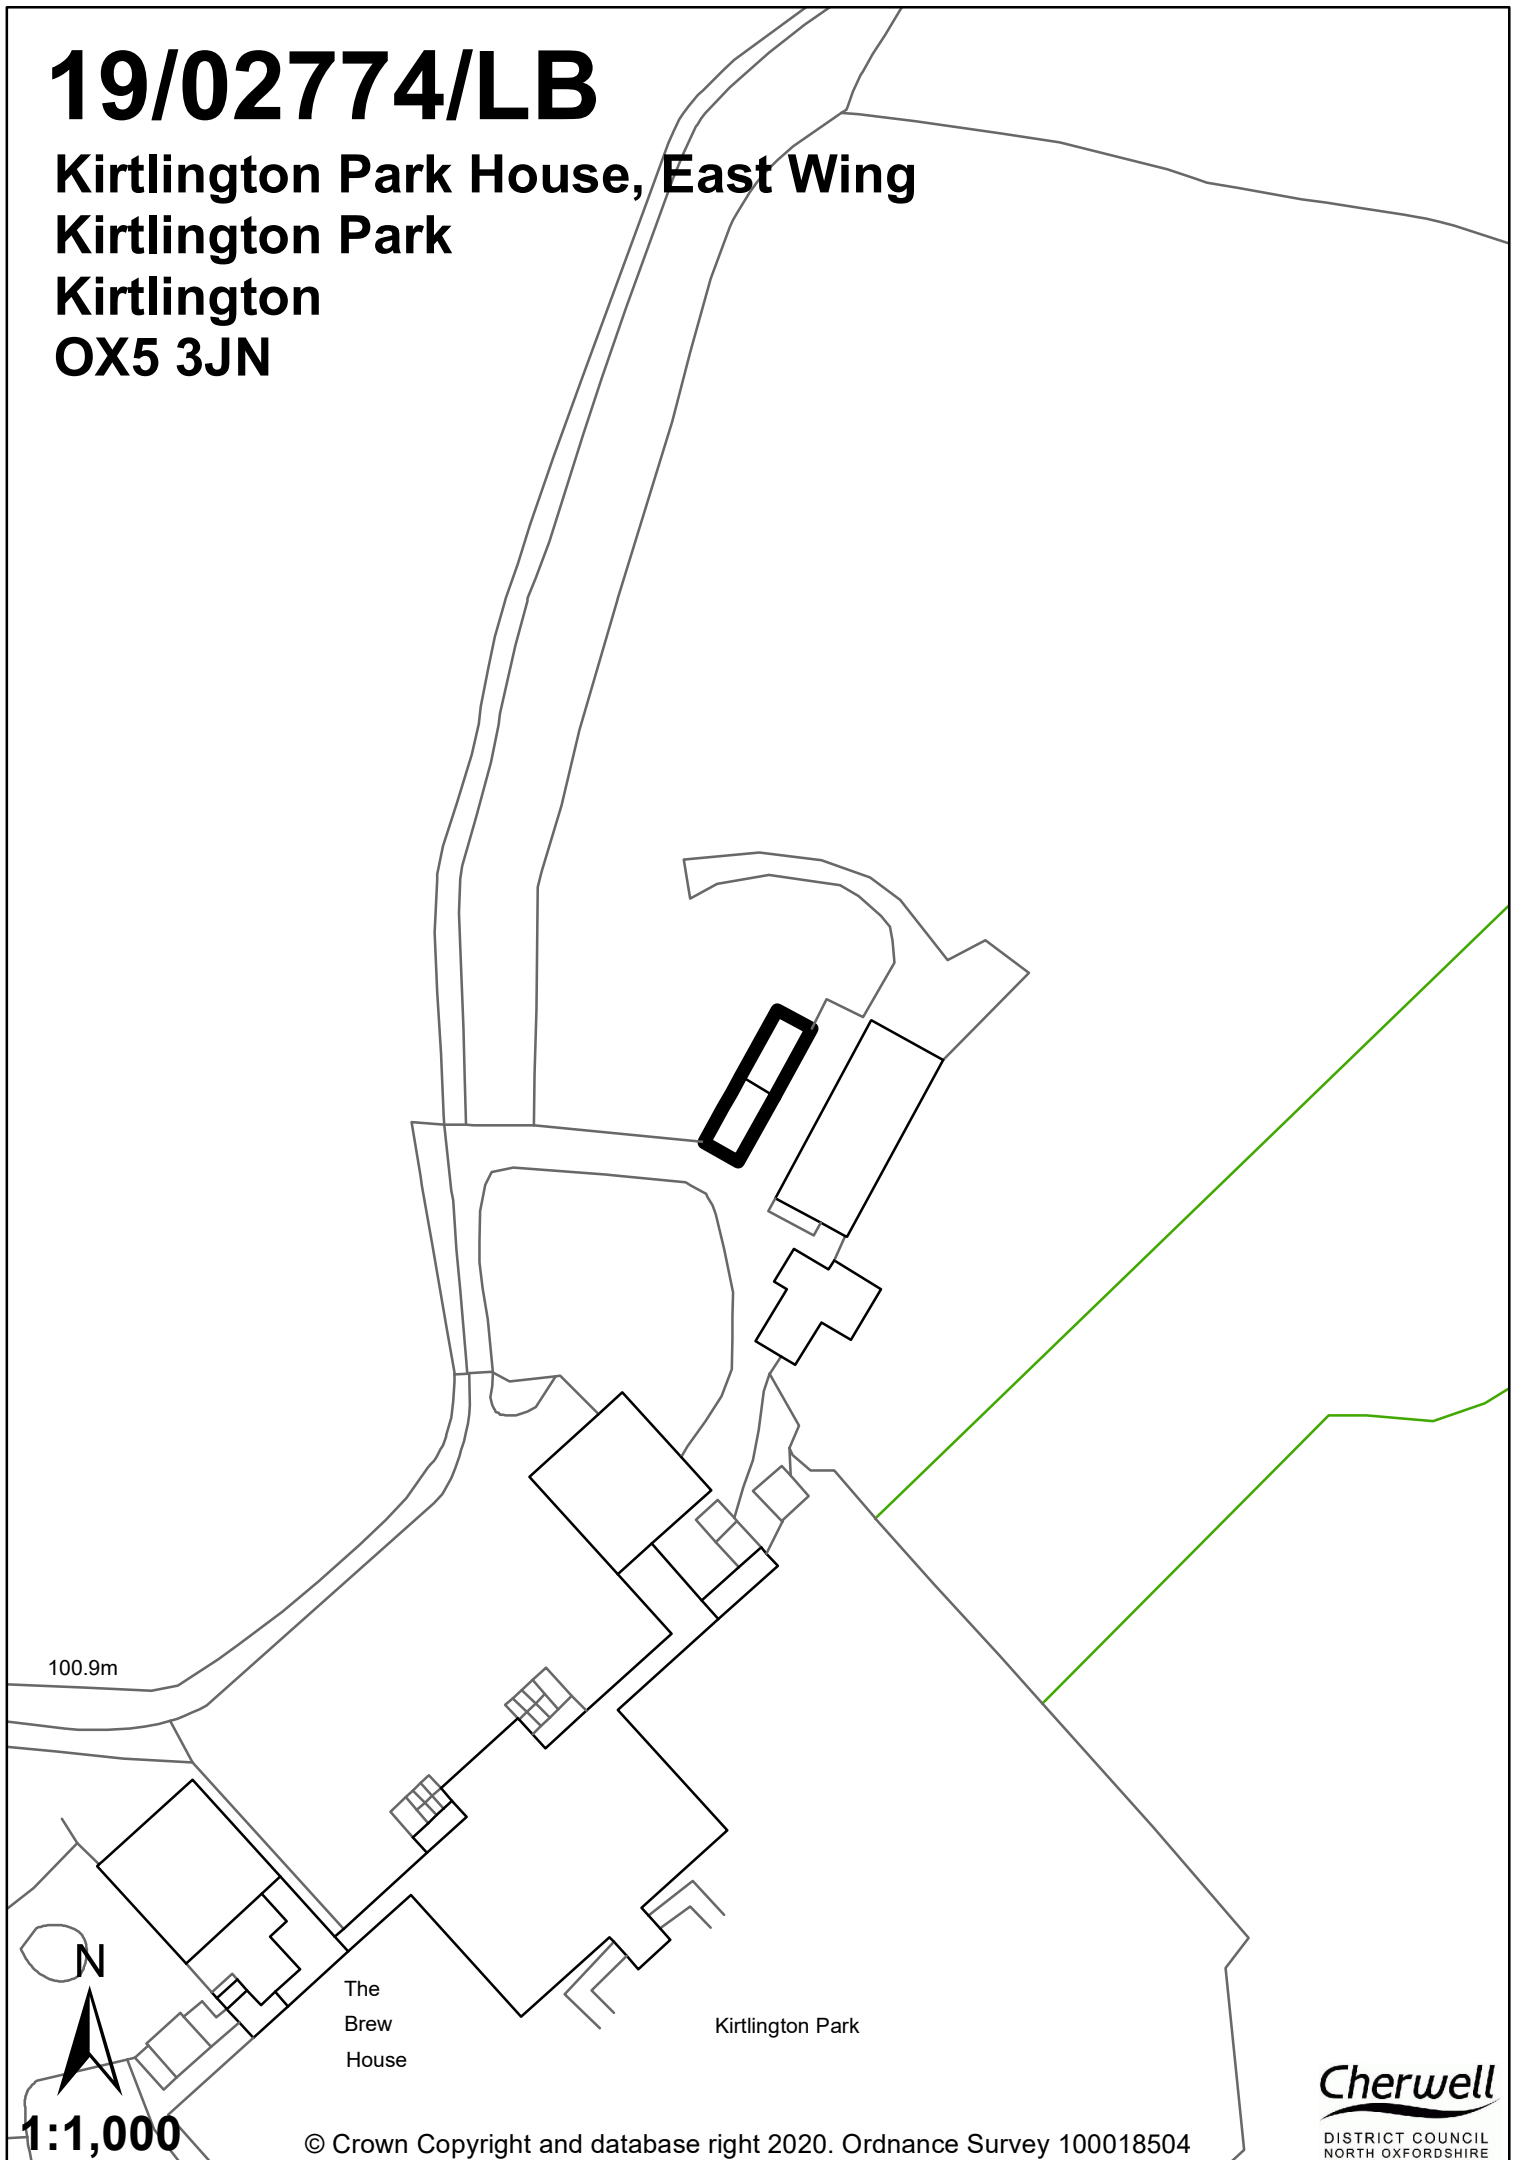 19/02774/LB
Kirtlington Park House, East Wing
Kirtlington Park
Kirtlington
OX5 3JN
100.9m
N
The
Brew
House
Kirtlington Park
1:1,000
© Crown Copyright and database right 2020. Ordnance Survey 100018504
Cherwell
DISTRICT COUNCIL
NORTH OXFORDSHIRE